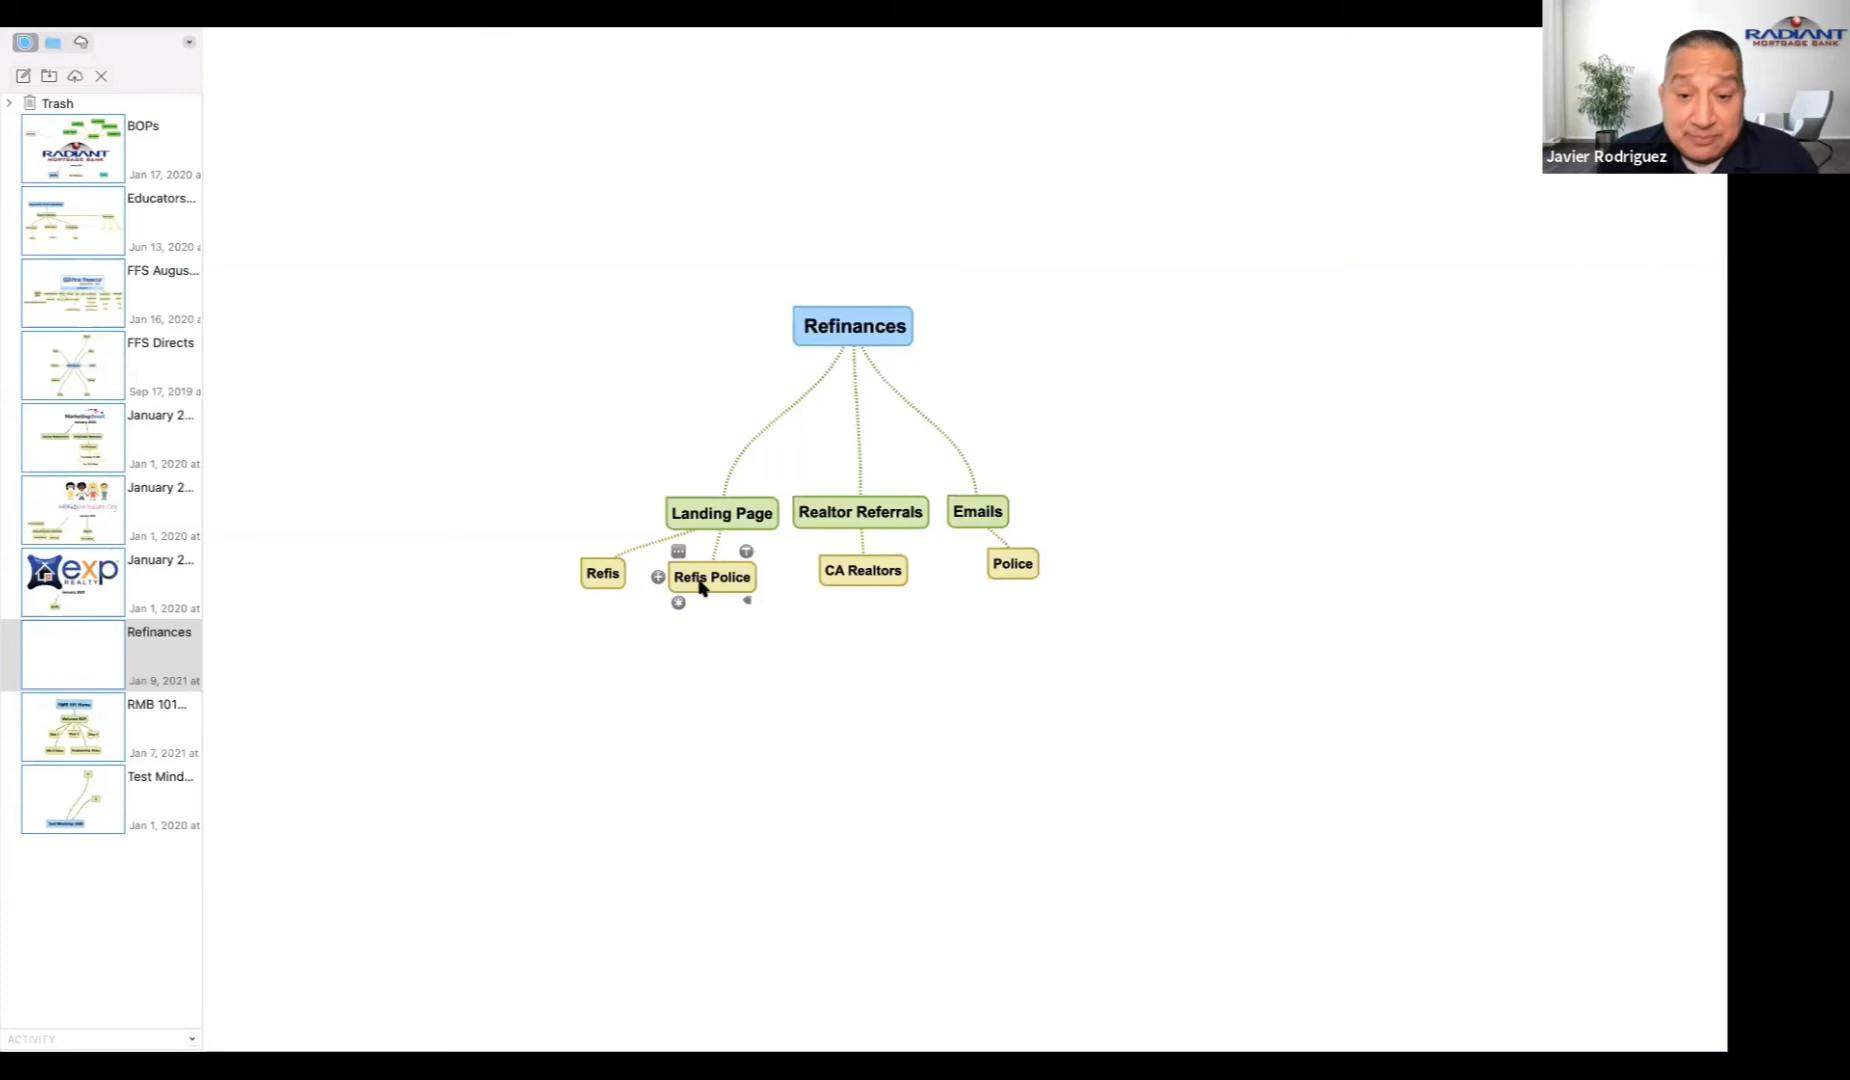 RADIANT
MORTGAGE BANK
Javier Rodriguez
Trash
BOPs
RADIANT
MORTGAGE BANK
Jan 17, 2020 a
Educators...
Jun 13, 2020
FFS Augus...
Jan 16, 2020
FFS Directs
Sep 17, 2019 a
January 2...
Jan 1, 2020 at
January 2...
Jan 1, 2020 at
January 2...
exp
REALTY
Jan 1, 2020 at
Refinances
Jan 9, 2021 at
RMB 101...
Jan 7, 2021 at
Test Mind...
Jan 1, 2020 at
ACTIVITY
Refinances
Landing Page
Realtor Referrals
Emails
Refis
Refis Police
CA Realtors
Police